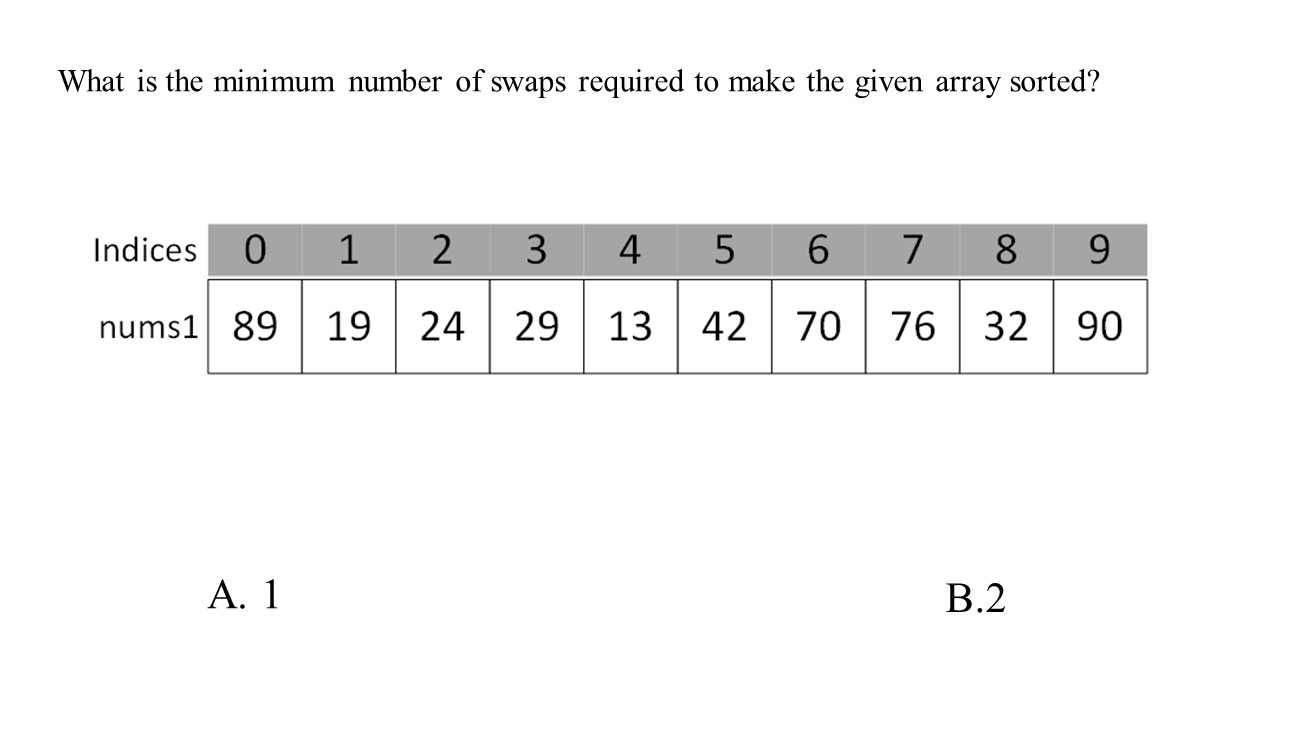 What is the minimum number of swaps required to make the given array sorted?
Indices 0 1 2 3 4 5 6 7 8 9
nums1 89 19 24 29 13 42 70 76 32 90
A. 1 B.2